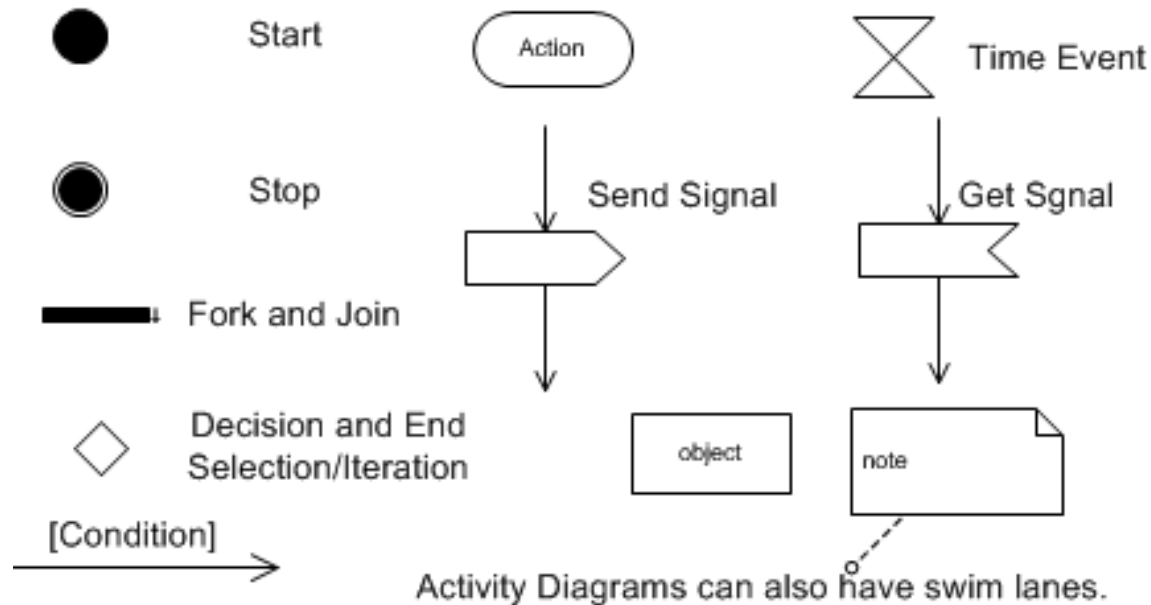 Start
Action
Time Event
Stop
Send Signal
Get Sgnal
Fork and Join
Decision and End
Selection/Iteration
object
note
[Condition]
Activity Diagrams can also have swim lanes.